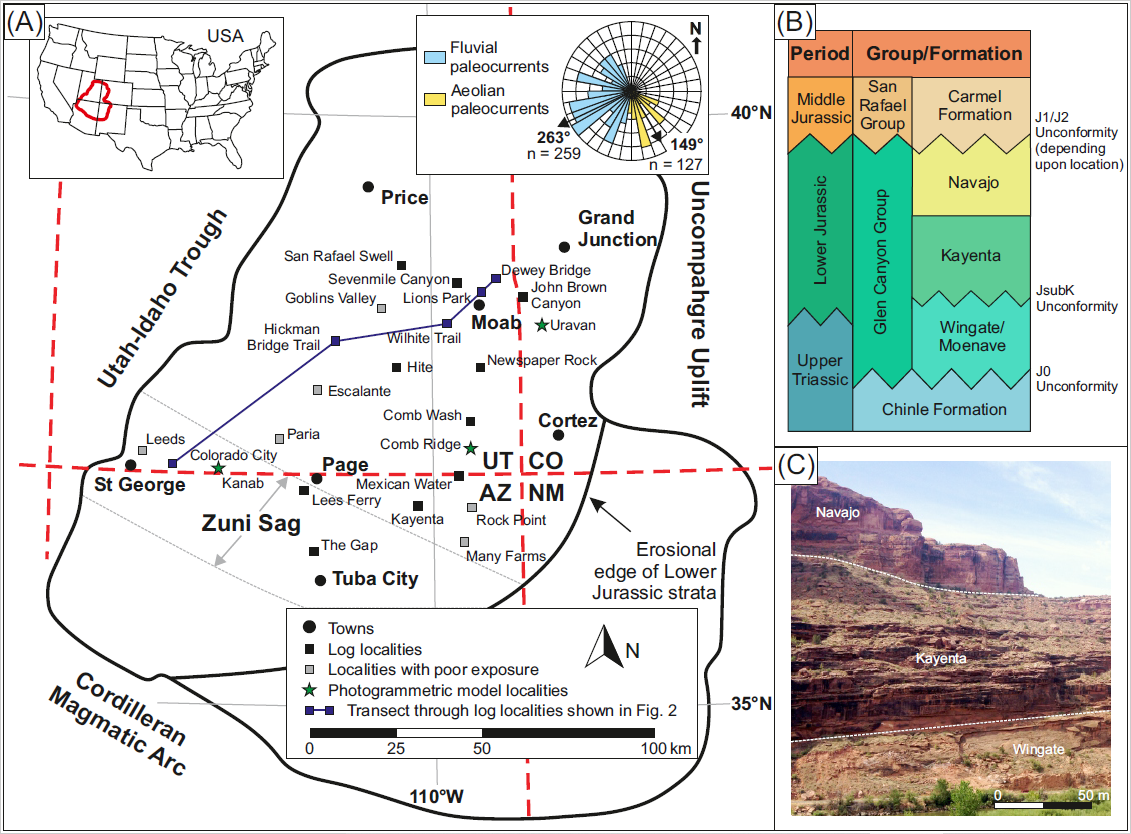 (A)
USA
Fluvial
paleocurrents
Aeolian
paleocurrents
N
263°
n = 259
149°
n = 127
40°N
Price
Grand
Junction
Utah-Idaho Trough
Uncompahgre Uplift
San Rafael Swell
Sevenmile Canyon
Dewey Bridge
Goblins Valley
Lions Park
John Brown
Canyon
Moab
Uravan
Hickman
Bridge Trail
Wilhite Trail
Hite
Newspaper Rock
Escalante
Comb Wash
Cortez
Leeds
Paria
Comb Ridge
Colorado City
UT
CO
St George
Kanab
Page
Mexican Water
AZ
NM
Lees Ferry
Zuni Sag
Kayenta
Rock Point
The Gap
Many Farms
Tuba City
Erosional
edge of Lower
Jurassic strata
Towns
Log localities
Localities with poor exposure
Photogrammetric model localities
Transect through log localities shown in Fig. 2
N
0
25
50
100 km
35°N
Cordilleran
Magmatic Arc
110°W
(B)
Period
Group/Formation
Middle
Jurassic
San
Rafael
Group
Carmel
Formation
J1/J2
Unconformity
(depending
upon location)
Lower Jurassic
Glen Canyon Group
Navajo
Kayenta
JsubK
Unconformity
Wingate/
Moenave
Upper
Triassic
J0
Unconformity
Chinle Formation
(C)
Navajo
Kayenta
Wingate
0
50 m